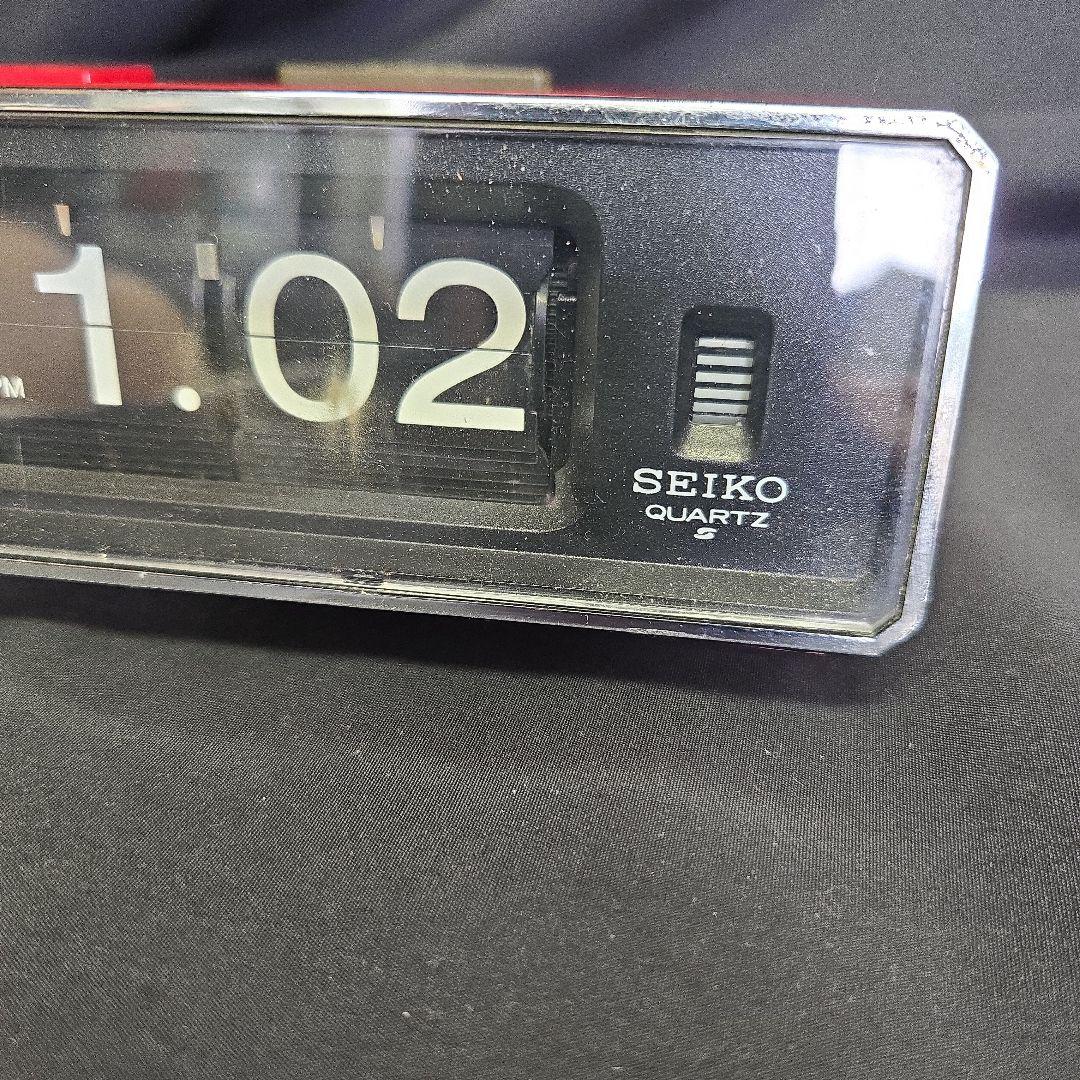 1. 02
PM
SEIKO
QUARTZ